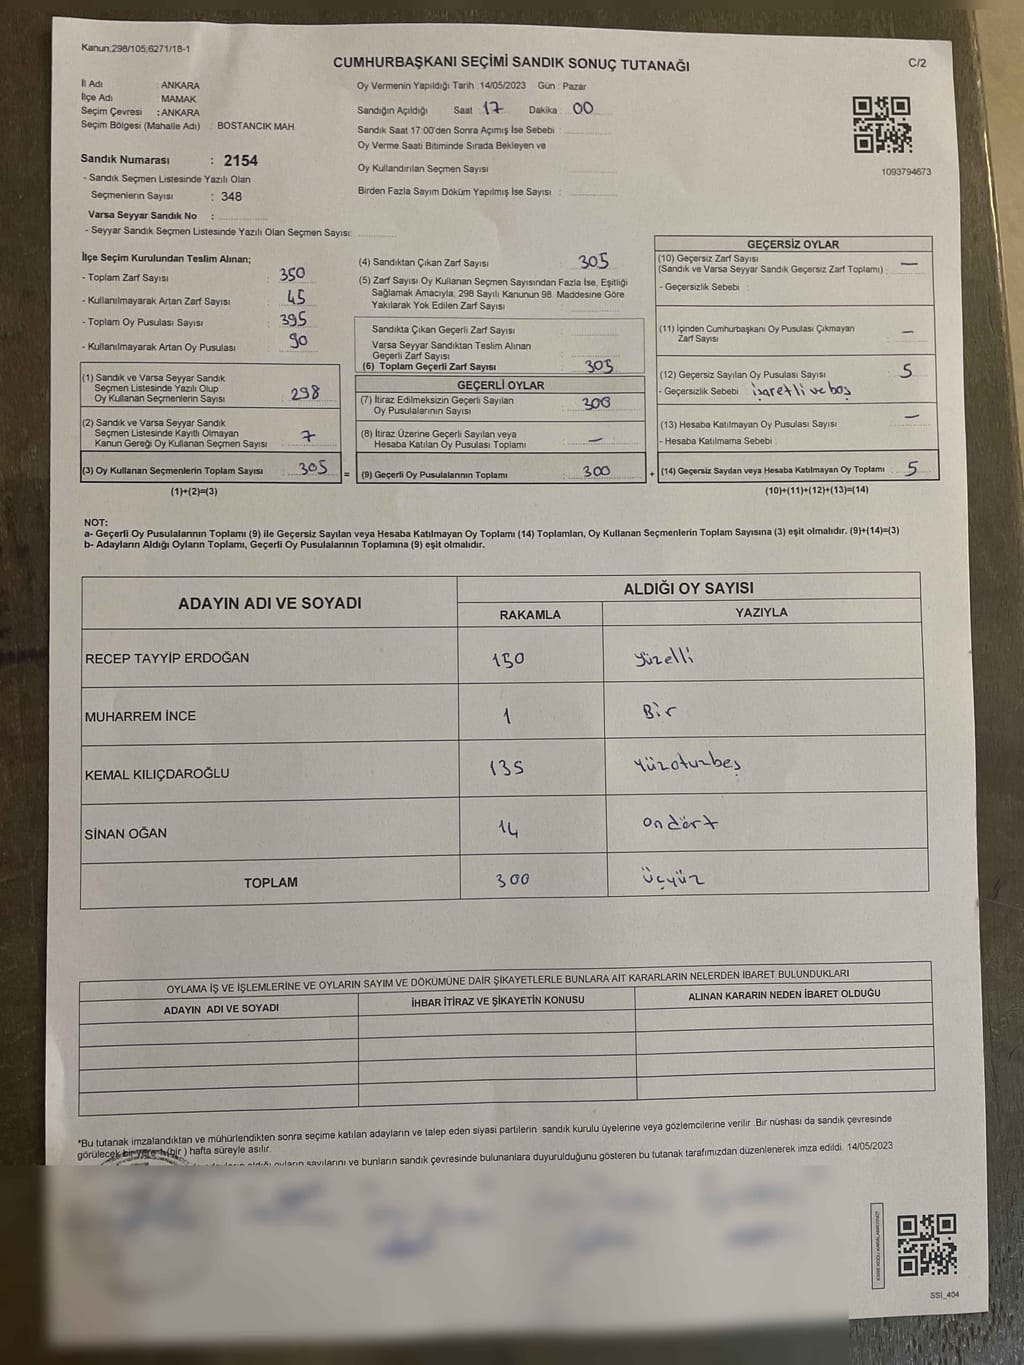 Kanun;298/105;6271/18-1
CUMHURBAŞKANI SEÇİMİ SANDIK SONUÇ TUTANAĞI
C/2
İl Adı : ANKARA
İlçe Adı : MAMAK
Seçim Çevresi : ANKARA
Seçim Bölgesi (Mahalle Adı) : BOSTANCIK MAH.
Sandık Numarası : 2154
- Sandık Seçmen Listesinde Yazılı Olan
Seçmenlerin Sayısı : 348
Varsa Seyyar Sandık No :
- Seyyar Sandık Seçmen Listesinde Yazılı Olan Seçmen Sayısı:
Oy Vermenin Yapıldığı Tarih : 14/05/2023 Gün : Pazar
Sandığın Açıldığı Saat 17 Dakika : 00
Sandık Saat 17:00'den Sonra Açımış İse Sebebi :
Oy Verme Saati Bitiminde Sırada Bekleyen ve
Oy Kullandırılan Seçmen Sayısı
Birden Fazla Sayım Döküm Yapılmış İse Sayısı :
1093794673
İlçe Seçim Kurulundan Teslim Alınan;
- Toplam Zarf Sayısı : 350
- Kullanılmayarak Artan Zarf Sayısı : 45
- Toplam Oy Pusulası Sayısı : 395
- Kullanılmayarak Artan Oy Pusulası : 90
(1) Sandık ve Varsa Seyyar Sandık
Seçmen Listesinde Yazılı Olup
Oy Kullanan Seçmenlerin Sayısı : 298
(2) Sandık ve Varsa Seyyar Sandık
Seçmen Listesinde Kayıtlı Olmayan
Kanun Gereği Oy Kullanan Seçmen Sayısı : 7
(3) Oy Kullanan Seçmenlerin Toplam Sayısı : 305 =
(1)+(2)=(3)
(4) Sandıktan Çıkan Zarf Sayısı 305
(5) Zarf Sayısı Oy Kullanan Seçmen Sayısından Fazla İse, Eşitliği
Sağlamak Amacıyla, 298 Sayılı Kanunun 98. Maddesine Göre
Yakılarak Yok Edilen Zarf Sayısı
Sandıkta Çıkan Geçerli Zarf Sayısı
Varsa Seyyar Sandıktan Teslim Alınan
Geçerli Zarf Sayısı
(6) Toplam Geçerli Zarf Sayısı 305
GEÇERLİ OYLAR
(7) İtiraz Edilmeksizin Geçerli Sayılan
Oy Pusulalarının Sayısı 300
(8) İtiraz Üzerine Geçerli Sayılan veya
Hesaba Katılan Oy Pusulası Toplamı —
(9) Geçerli Oy Pusulalarının Toplamı 300 +
GEÇERSİZ OYLAR
(10) Geçersiz Zarf Sayısı —
(Sandık ve Varsa Seyyar Sandık Geçersiz Zarf Toplamı)
- Geçersizlik Sebebi :
(11) İçinden Cumhurbaşkanı Oy Pusulası Çıkmayan
Zarf Sayısı —
(12) Geçersiz Sayılan Oy Pusulası Sayısı 5
- Geçersizlik Sebebi işaretli ve boş
(13) Hesaba Katılmayan Oy Pusulası Sayısı —
- Hesaba Katılmama Sebebi
(14) Geçersiz Sayılan veya Hesaba Katılmayan Oy Toplamı 5
(10)+(11)+(12)+(13)=(14)
NOT:
a- Geçerli Oy Pusulalarının Toplamı (9) ile Geçersiz Sayılan veya Hesaba Katılmayan Oy Toplamı (14) Toplamları, Oy Kullanan Seçmenlerin Toplam Sayısına (3) eşit olmalıdır. (9)+(14)=(3)
b- Adayların Aldığı Oyların Toplamı, Geçerli Oy Pusulalarının Toplamına (9) eşit olmalıdır.
ADAYIN ADI VE SOYADI
ALDIĞI OY SAYISI
RAKAMLA YAZIYLA
RECEP TAYYİP ERDOĞAN 150 yüzelli
MUHARREM İNCE 1 Bir
KEMAL KILIÇDAROĞLU 135 yüzoturbeş
SİNAN OĞAN 14 ondört
TOPLAM 300 üçyüz
OYLAMA İŞ VE İŞLEMLERİNE VE OYLARIN SAYIM VE DÖKÜMÜNE DAİR ŞİKAYETLERLE BUNLARA AİT KARARLARIN NELERDEN İBARET BULUNDUKLARI
ADAYIN ADI VE SOYADI İHBAR İTİRAZ VE ŞİKAYETİN KONUSU ALINAN KARARIN NEDEN İBARET OLDUĞU
*Bu tutanak imzalandıktan ve mühürlendikten sonra seçime katılan adayların ve talep eden siyasi partilerin sandık kurulu üyelerine veya gözlemcilerine verilir. Bir nüshası da sandık çevresinde
görülecek bir yere 1(bir) hafta süreyle asılır.
aldığı oyların sayılarını ve bunların sandık çevresinde bulunanlara duyurulduğunu gösteren bu tutanak tarafımızdan düzenlenerek imza edildi. 14/05/2023
SSI_404